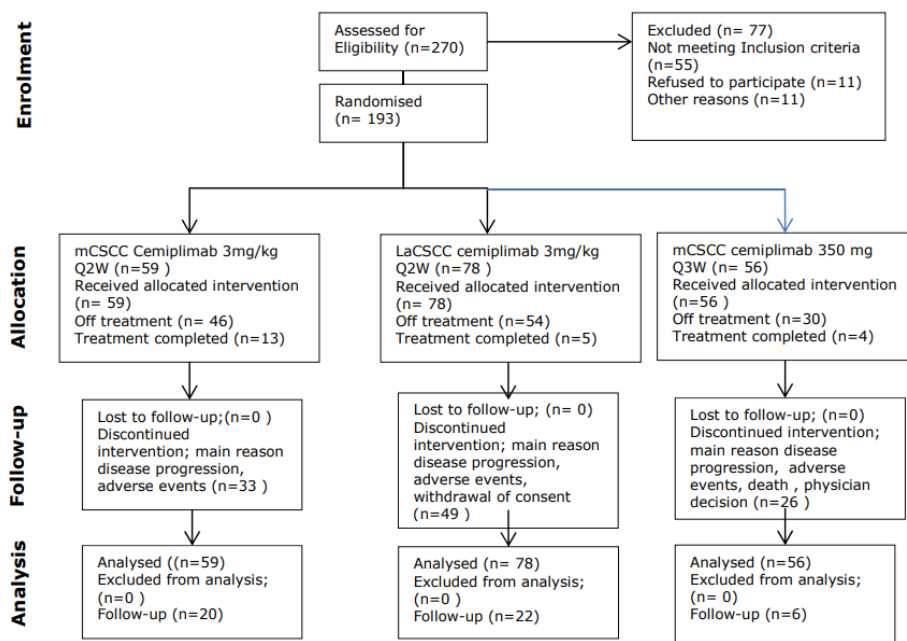 Enrolment
Assessed for
Eligibility (n=270)
Excluded (n= 77)
Not meeting Inclusion criteria
(n=55)
Refused to participate (n=11)
Other reasons (n=11)
Randomised
(n= 193)
Allocation
mCSCC Cemiplimab 3mg/kg
Q2W (n=59 )
Received allocated intervention
(n= 59)
Off treatment (n= 46)
Treatment completed (n=13)
LaCSCC cemiplimab 3mg/kg
Q2W (n=78 )
Received allocated intervention
(n= 78)
Off treatment (n=54)
Treatment completed (n=5)
mCSCC cemiplimab 350 mg
Q3W (n= 56)
Received allocated intervention
(n=56 )
Off treatment (n=30)
Treatment completed (n=4)
Follow-up
Lost to follow-up;(n=0 )
Discontinued
intervention; main reason
disease progression,
adverse events (n=33 )
Lost to follow-up; (n= 0)
Discontinued
intervention; main reason
disease progression,
adverse events,
withdrawal of consent
(n=49 )
Lost to follow-up; (n=0)
Discontinued intervention;
main reason disease
progression,  adverse
events, death , physician
decision (n=26 )
Analysis
Analysed ((n=59)
Excluded from analysis;
(n=0 )
Follow-up (n=20)
Analysed (n= 78)
Excluded from analysis;
(n=0 )
Follow-up (n=22)
Analysed (n=56)
Excluded from analysis;
(n= 0)
Follow-up (n=6)